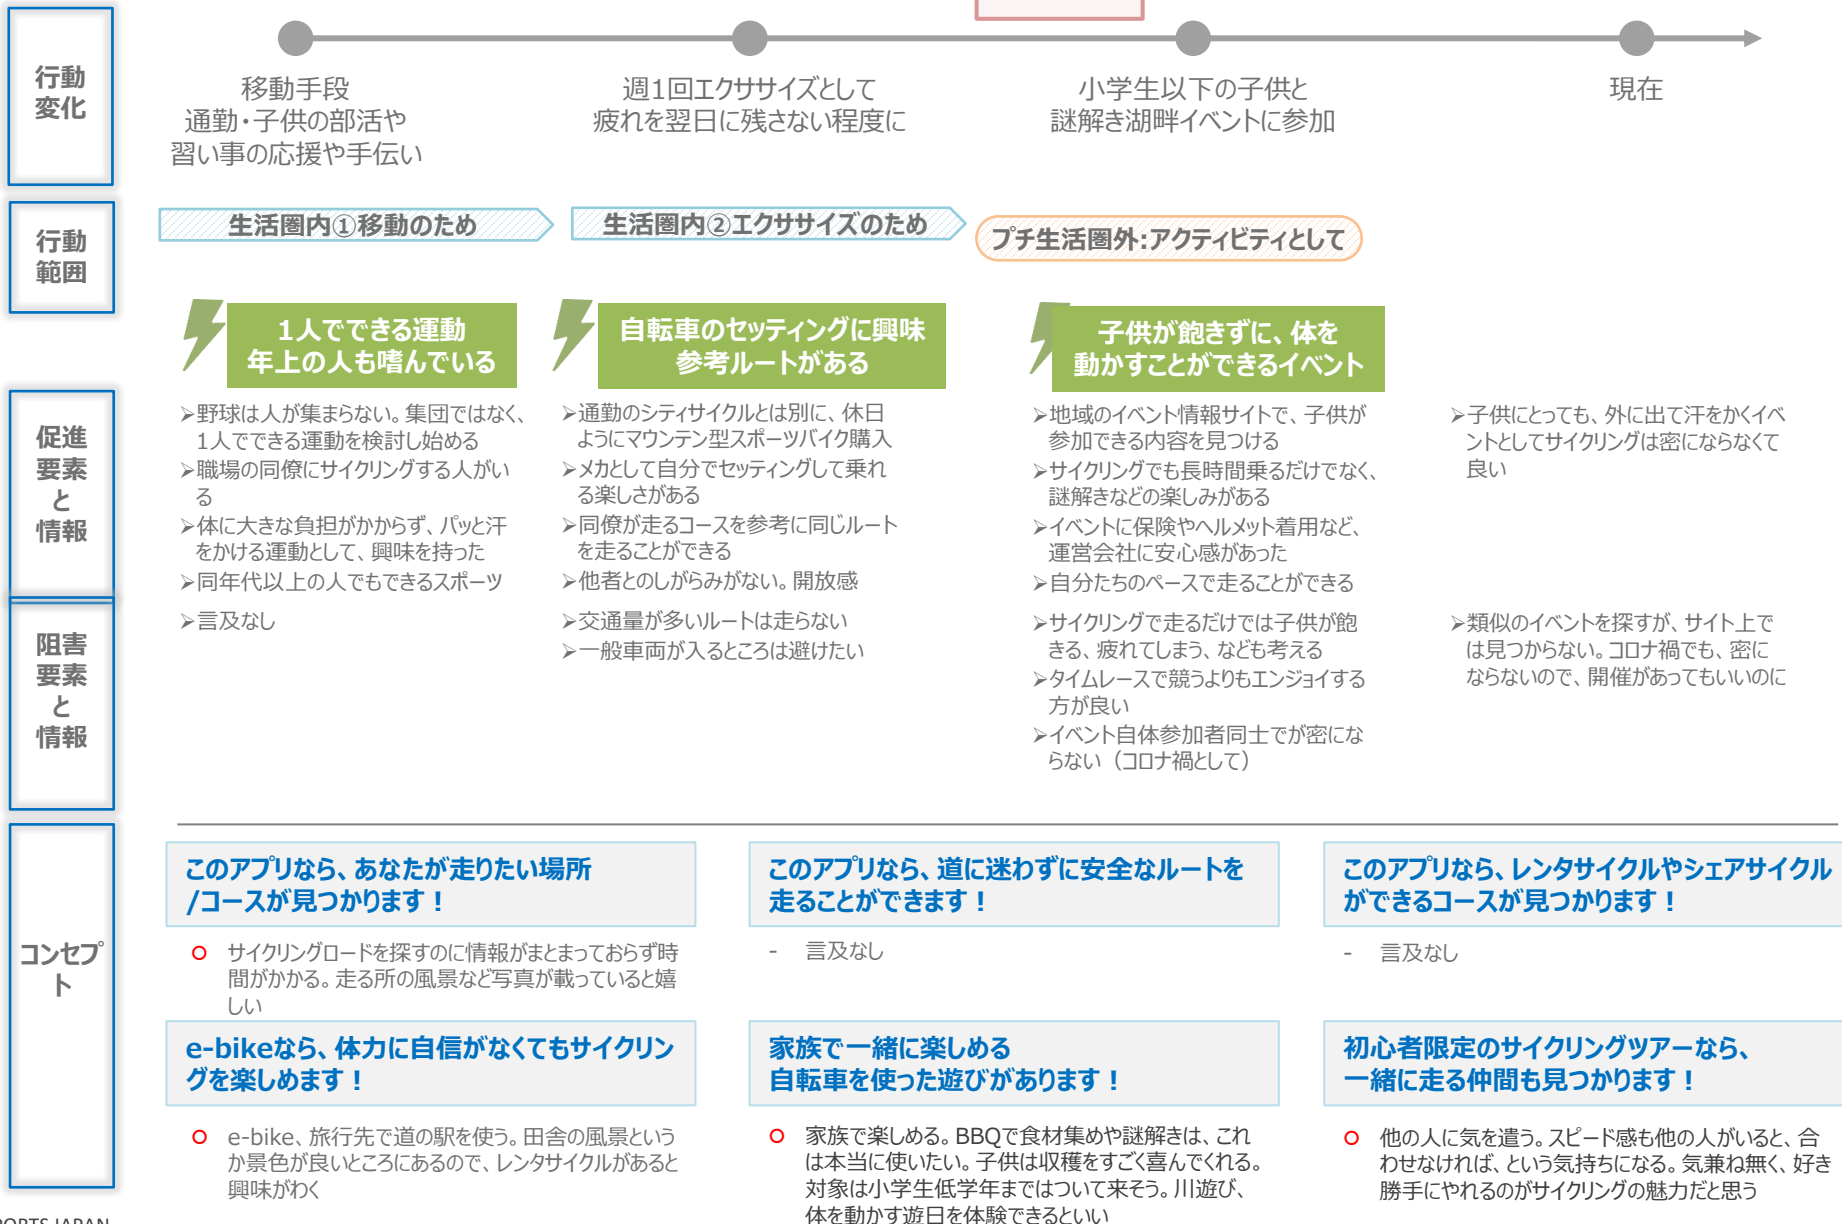 行動
変化
移動手段
通勤・子供の部活や
習い事の応援や手伝い
週1回エクササイズとして
疲れを翌日に残さない程度に
小学生以下の子供と
謎解き湖畔イベントに参加
現在
行動
範囲
生活圏内①移動のため
生活圏内②エクササイズのため
プチ生活圏外:アクティビティとして
1人でできる運動
年上の人も嗜んでいる
自転車のセッティングに興味
参考ルートがある
子供が飽きずに、体を
動かすことができるイベント
促進
要素
と
情報
➢野球は人が集まらない。集団ではなく、
1人でできる運動を検討し始める
➢職場の同僚にサイクリングする人がい
る
➢体に大きな負担がかからず、パッと汗
をかける運動として、興味を持った
➢同年代以上の人でもできるスポーツ
➢通勤のシティサイクルとは別に、休日
ようにマウンテン型スポーツバイク購入
➢メカとして自分でセッティングして乗れ
る楽しさがある
➢同僚が走るコースを参考に同じルート
を走ることができる
➢他者とのしがらみがない。開放感
➢地域のイベント情報サイトで、子供が
参加できる内容を見つける
➢サイクリングでも長時間乗るだけでなく、
謎解きなどの楽しみがある
➢イベントに保険やヘルメット着用など、
運営会社に安心感があった
➢自分たちのペースで走ることができる
➢子供にとっても、外に出て汗をかくイベ
ントとしてサイクリングは密にならなくて
良い
阻害
要素
と
情報
➢言及なし
➢交通量が多いルートは走らない
➢一般車両が入るところは避けたい
➢サイクリングで走るだけでは子供が飽
きる、疲れてしまう、なども考える
➢タイムレースで競うよりもエンジョイする
方が良い
➢イベント自体参加者同士でが密にな
らない（コロナ禍として）
➢類似のイベントを探すが、サイト上で
は見つからない。コロナ禍でも、密に
ならないので、開催があってもいいのに
コンセプ
ト
このアプリなら、あなたが走りたい場所
/コースが見つかります！
サイクリングロードを探すのに情報がまとまっておらず時
間がかかる。走る所の風景など写真が載っていると嬉
しい
このアプリなら、道に迷わずに安全なルートを
走ることができます！
- 言及なし
このアプリなら、レンタサイクルやシェアサイクル
ができるコースが見つかります！
- 言及なし
e-bikeなら、体力に自信がなくてもサイクリン
グを楽しめます！
e-bike、旅行先で道の駅を使う。田舎の風景という
か景色が良いところにあるので、レンタサイクルがあると
興味がわく
家族で一緒に楽しめる
自転車を使った遊びがあります！
家族で楽しめる。BBQで食材集めや謎解きは、これ
は本当に使いたい。子供は収穫をすごく喜んでくれる。
対象は小学生低学年まではついて来そう。川遊び、
体を動かす遊日を体験できるといい
初心者限定のサイクリングツアーなら、
一緒に走る仲間も見つかります！
他の人に気を遣う。スピード感も他の人がいると、合
わせなければ、という気持ちになる。気兼ね無く、好き
勝手にやれるのがサイクリングの魅力だと思う
JAPAN